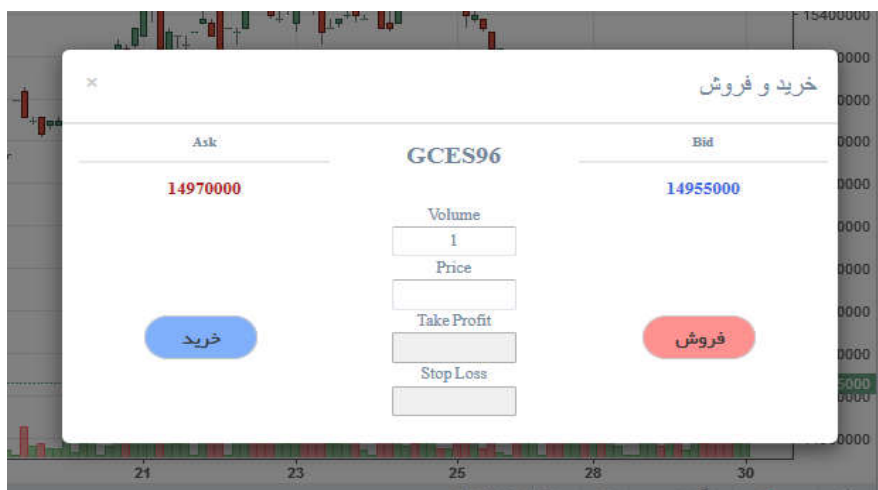 15400000
خرید و فروش
×
Ask
GCES96
Bid
14970000
14955000
Volume
1
Price
Take Profit
خرید
فروش
Stop Loss
21 23 25 28 30